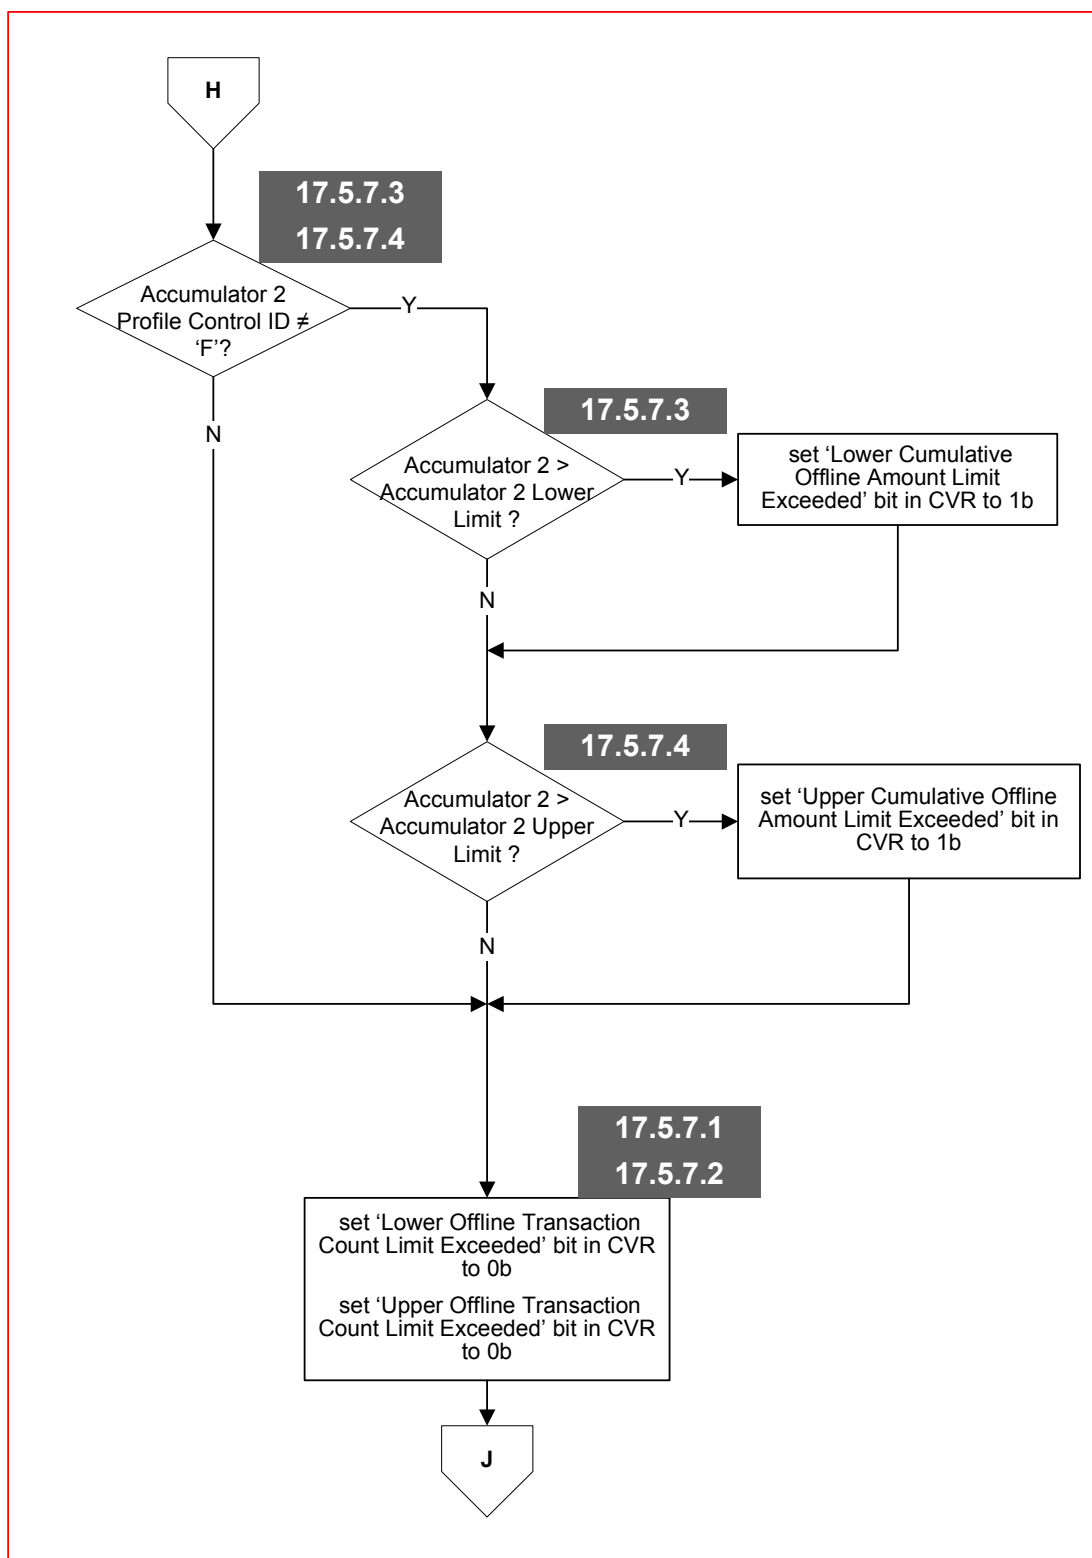 H
17.5.7.3
17.5.7.4
Accumulator 2
Profile Control ID ≠
‘F’?
Y
N
17.5.7.3
Accumulator 2 >
Accumulator 2 Lower
Limit ?
Y
set ‘Lower Cumulative
Offline Amount Limit
Exceeded’ bit in CVR to 1b
N
17.5.7.4
Accumulator 2 >
Accumulator 2 Upper
Limit ?
Y
set ‘Upper Cumulative Offline
Amount Limit Exceeded’ bit in
CVR to 1b
N
17.5.7.1
17.5.7.2
set ‘Lower Offline Transaction
Count Limit Exceeded’ bit in CVR
to 0b
set ‘Upper Offline Transaction
Count Limit Exceeded’ bit in CVR
to 0b
J